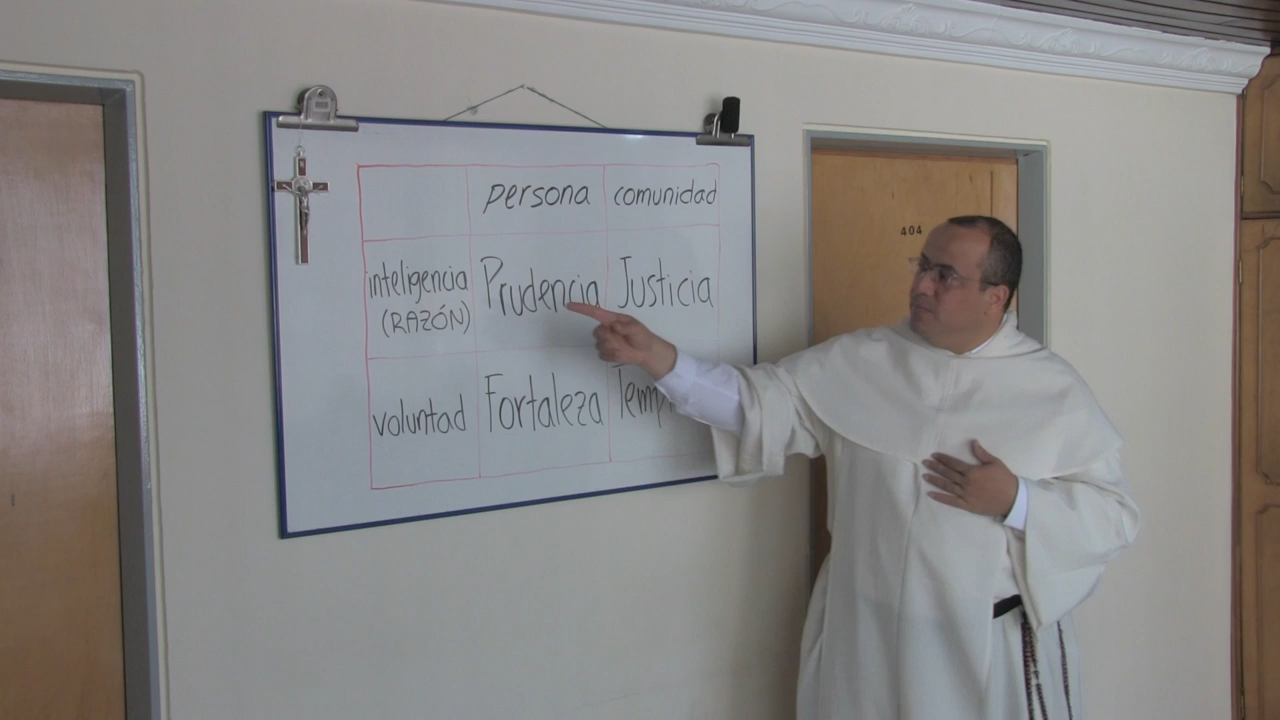 persona comunidad
inteligencia Prudencia Justicia
(RAZÓN)
voluntad Fortaleza
404